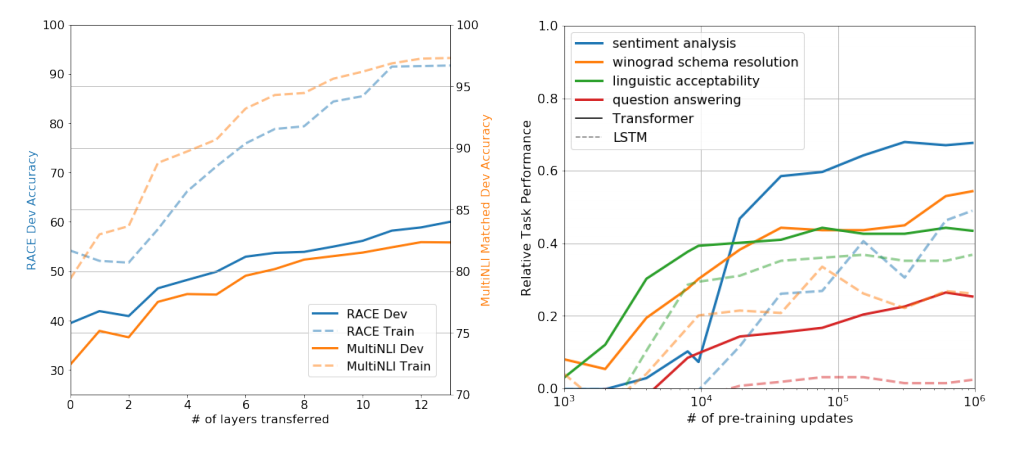 100
90
80
70
60
50
40
30
0
2
4
6
8
10
12
# of layers transferred
RACE Dev Accuracy
100
95
90
85
80
75
70
MultiNLI Matched Dev Accuracy
RACE Dev
RACE Train
MultiNLI Dev
MultiNLI Train
1.0
0.8
0.6
0.4
0.2
0.0
Relative Task Performance
sentiment analysis
winograd schema resolution
linguistic acceptability
question answering
Transformer
LSTM
10³
10⁴
10⁵
10⁶
# of pre-training updates